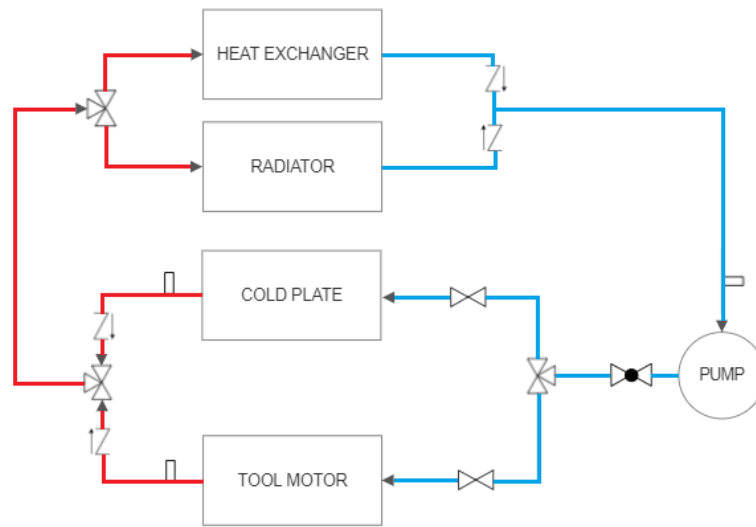 HEAT EXCHANGER
RADIATOR
COLD PLATE
PUMP
TOOL MOTOR